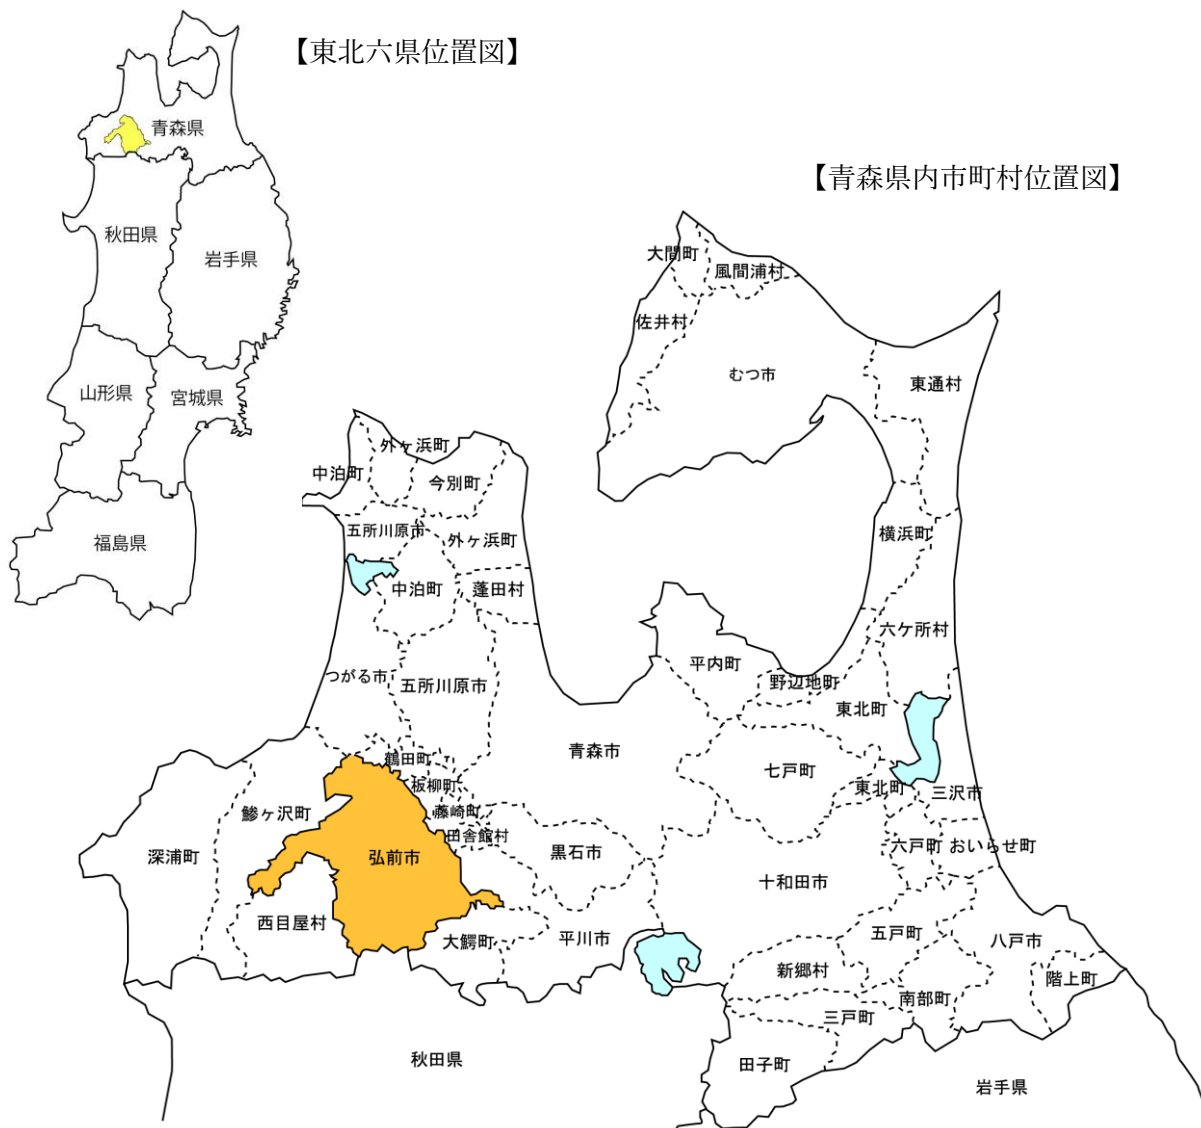 【東北六県位置図】
青森県
秋田県
岩手県
山形県
宮城県
福島県
【青森県内市町村位置図】
大間町
風間浦村
佐井村
むつ市
東通村
外ヶ浜町
中泊町
今別町
五所川原市
外ヶ浜町
横浜町
中泊町
蓬田村
六ケ所村
平内町
つがる市
五所川原市
野辺地町
東北町
青森市
鶴田町
七戸町
板柳町
東北町
三沢市
鰺ヶ沢町
藤崎町
田舎館村
六戸町
おいらせ町
深浦町
弘前市
黒石市
十和田市
西目屋村
大鰐町
平川市
五戸町
八戸市
新郷村
階上町
南部町
三戸町
秋田県
田子町
岩手県